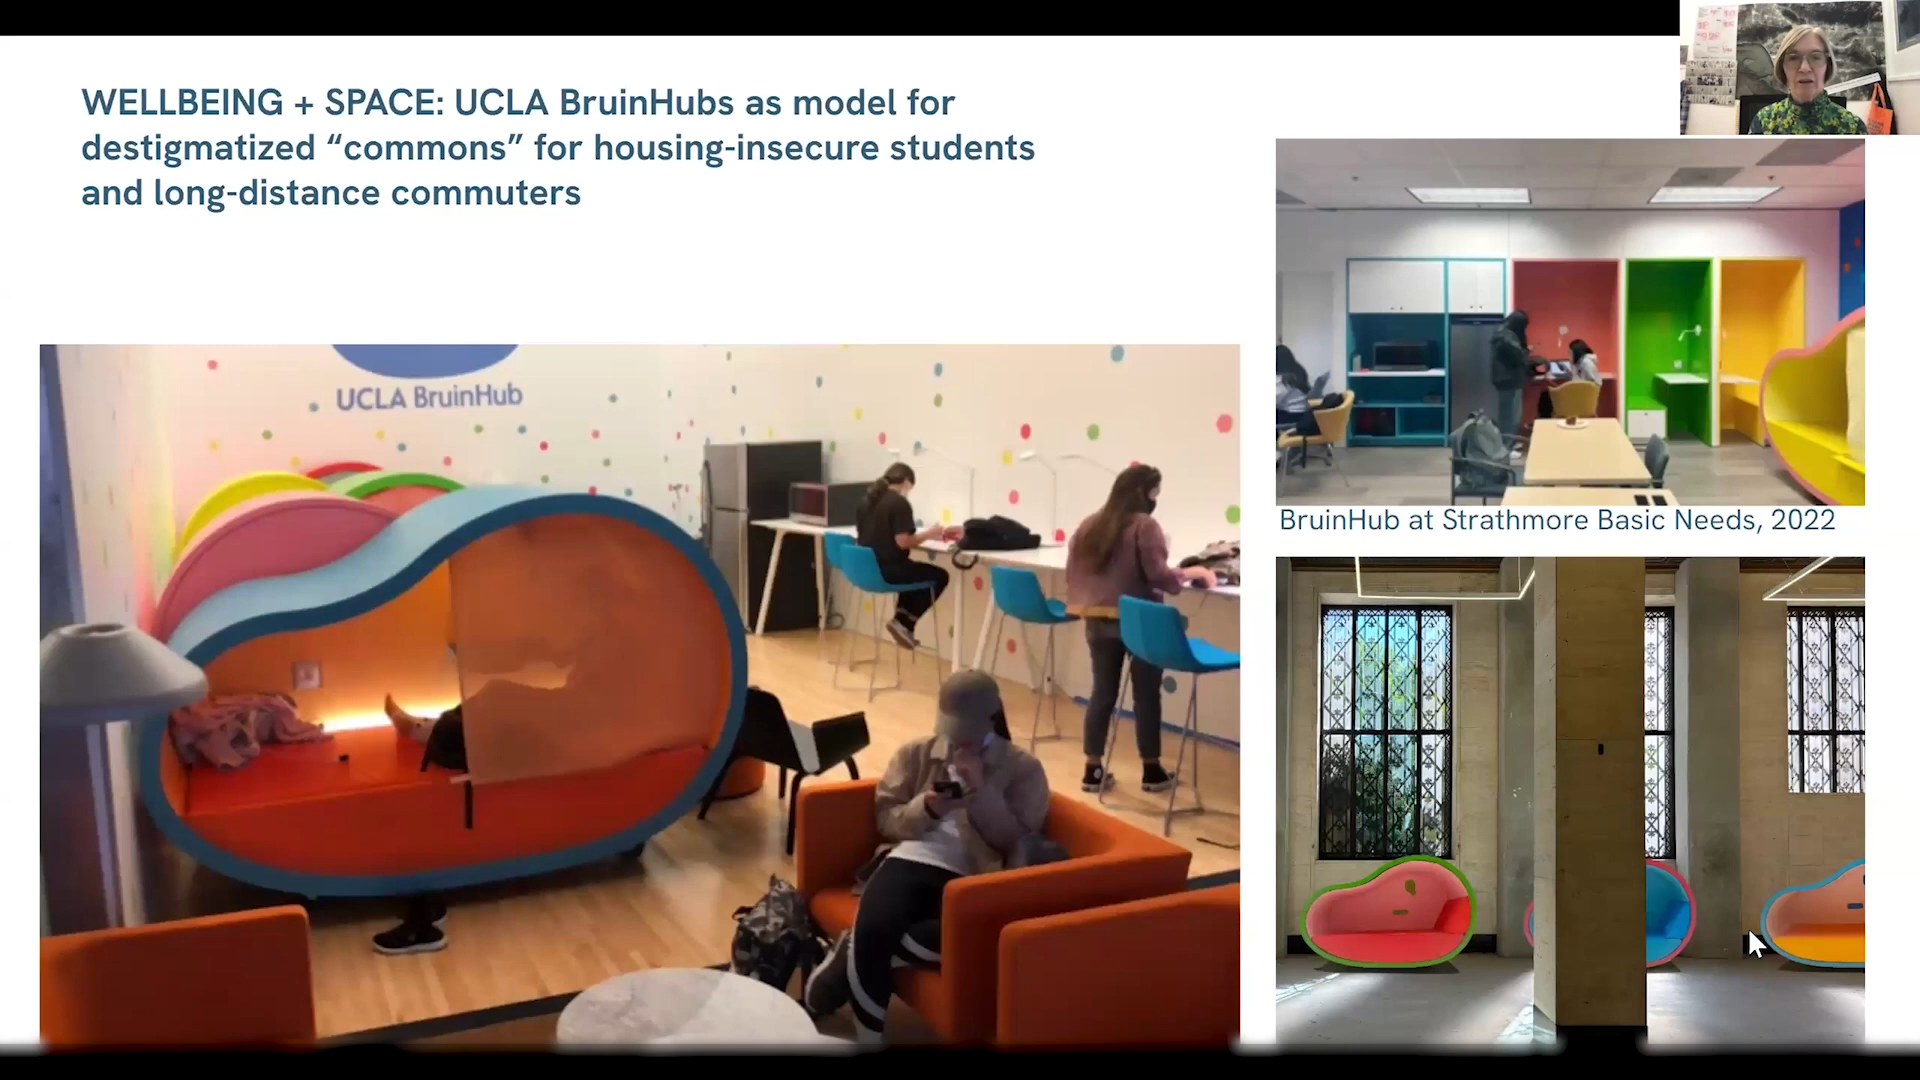 WELLBEING + SPACE: UCLA BruinHubs as model for
destigmatized “commons” for housing-insecure students
and long-distance commuters
UCLA BruinHub
BruinHub at Strathmore Basic Needs, 2022